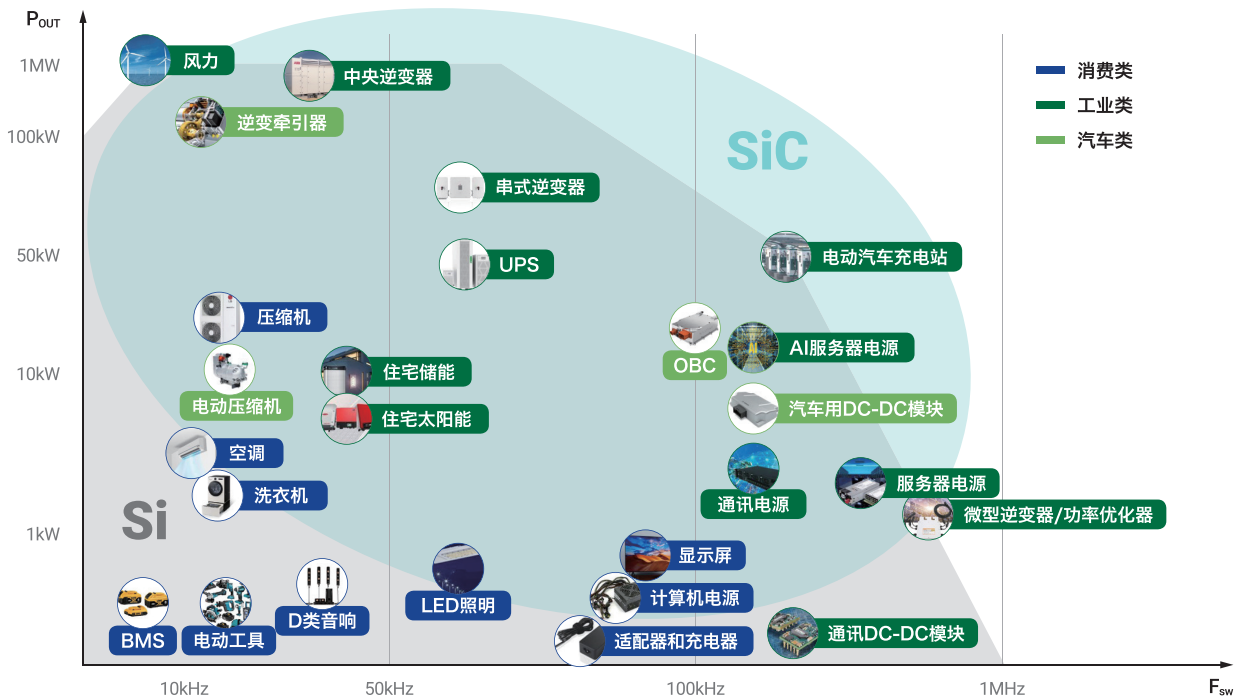 POUT
1MW
100kW
50kW
10kW
1kW
风力
中央逆变器
逆变牵引器
SiC
消费类
工业类
汽车类
串式逆变器
UPS
电动汽车充电站
压缩机
OBC
AI服务器电源
电动压缩机
住宅储能
住宅太阳能
汽车用DC-DC模块
空调
洗衣机
通讯电源
服务器电源
微型逆变器/功率优化器
Si
显示屏
计算机电源
LED照明
D类音响
BMS
电动工具
适配器和充电器
通讯DC-DC模块
10kHz
50kHz
100kHz
1MHz
FSW